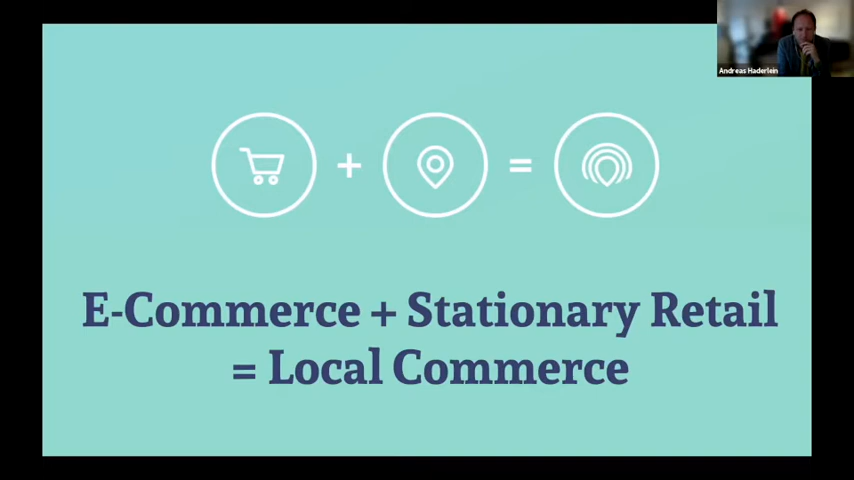 Andreas Haderlein
+ =
E-Commerce + Stationary Retail
= Local Commerce